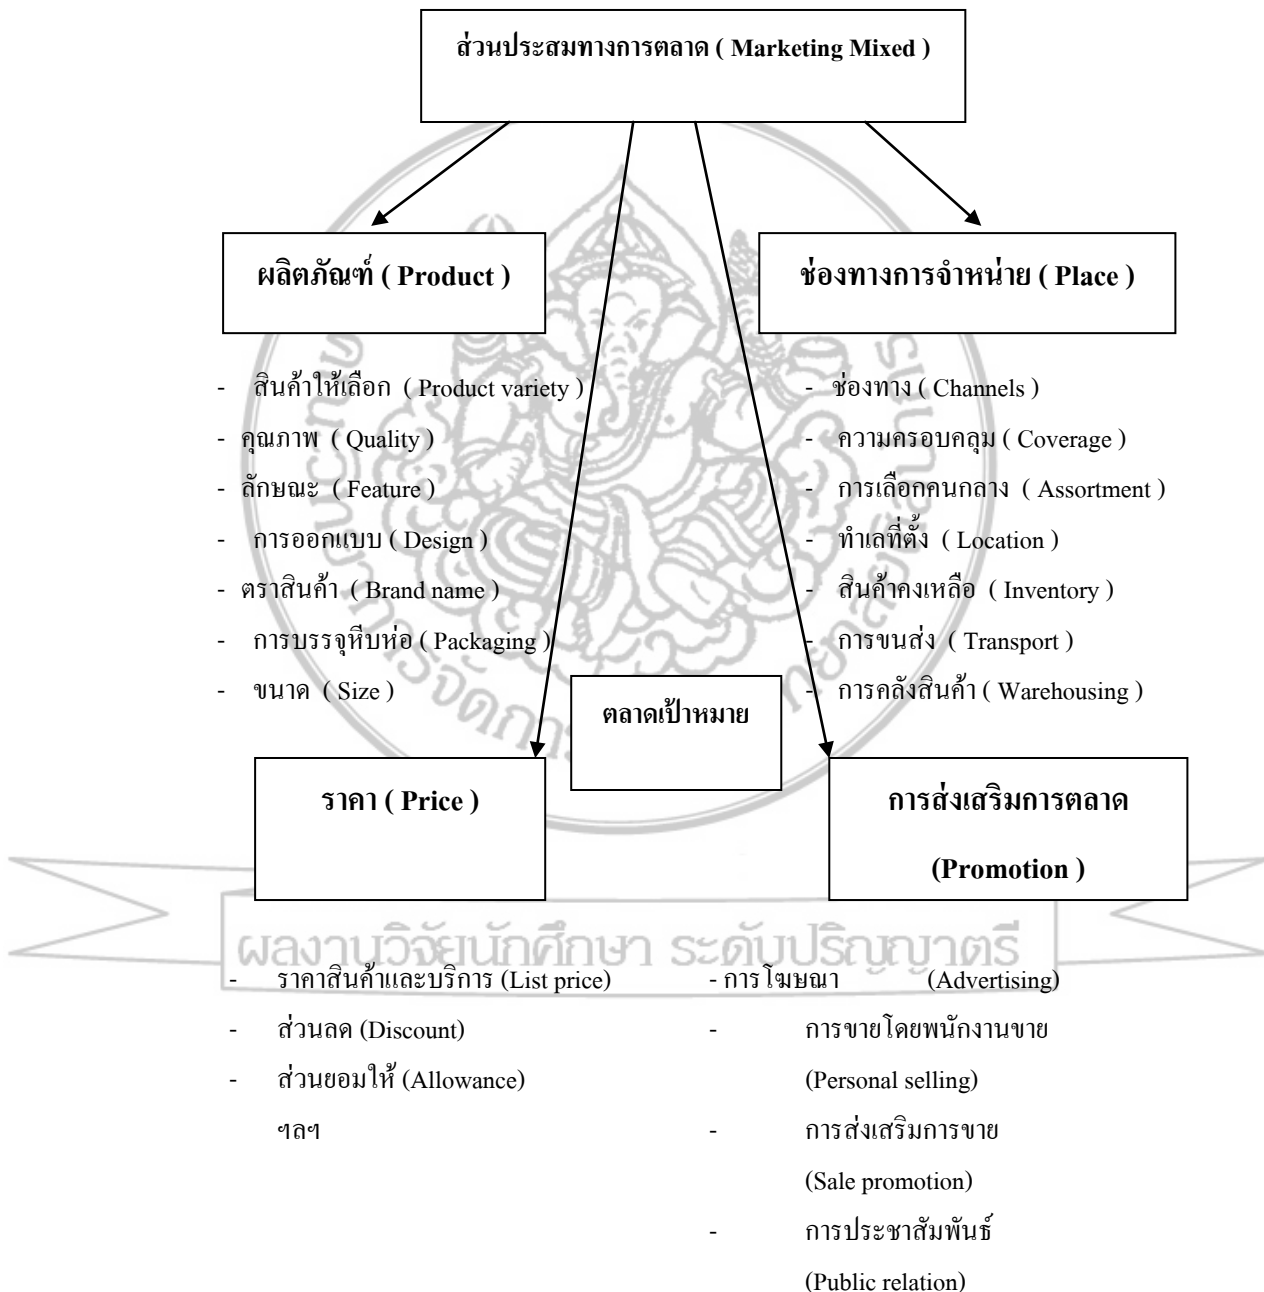 ส่วนประสมทางการตลาด ( Marketing Mixed )
ผลิตภัณฑ์ ( Product )
ช่องทางการจำหน่าย ( Place )
- สินค้าให้เลือก ( Product variety )
- คุณภาพ ( Quality )
- ลักษณะ ( Feature )
- การออกแบบ ( Design )
- ตราสินค้า ( Brand name )
- การบรรจุหีบห่อ ( Packaging )
- ขนาด ( Size )
- ช่องทาง ( Channels )
- ความครอบคลุม ( Coverage )
- การเลือกคนกลาง ( Assortment )
- ทำเลที่ตั้ง ( Location )
- สินค้าคงเหลือ ( Inventory )
- การขนส่ง ( Transport )
- การคลังสินค้า ( Warehousing )
ตลาดเป้าหมาย
ราคา ( Price )
การส่งเสริมการตลาด
(Promotion )
ผลงานวิจัยนักศึกษา ระดับปริญญาตรี
- ราคาสินค้าและบริการ (List price)
- ส่วนลด (Discount)
- ส่วนยอมให้ (Allowance)
ฯลฯ
- การโฆษณา (Advertising)
- การขายโดยพนักงานขาย
(Personal selling)
- การส่งเสริมการขาย
(Sale promotion)
- การประชาสัมพันธ์
(Public relation)